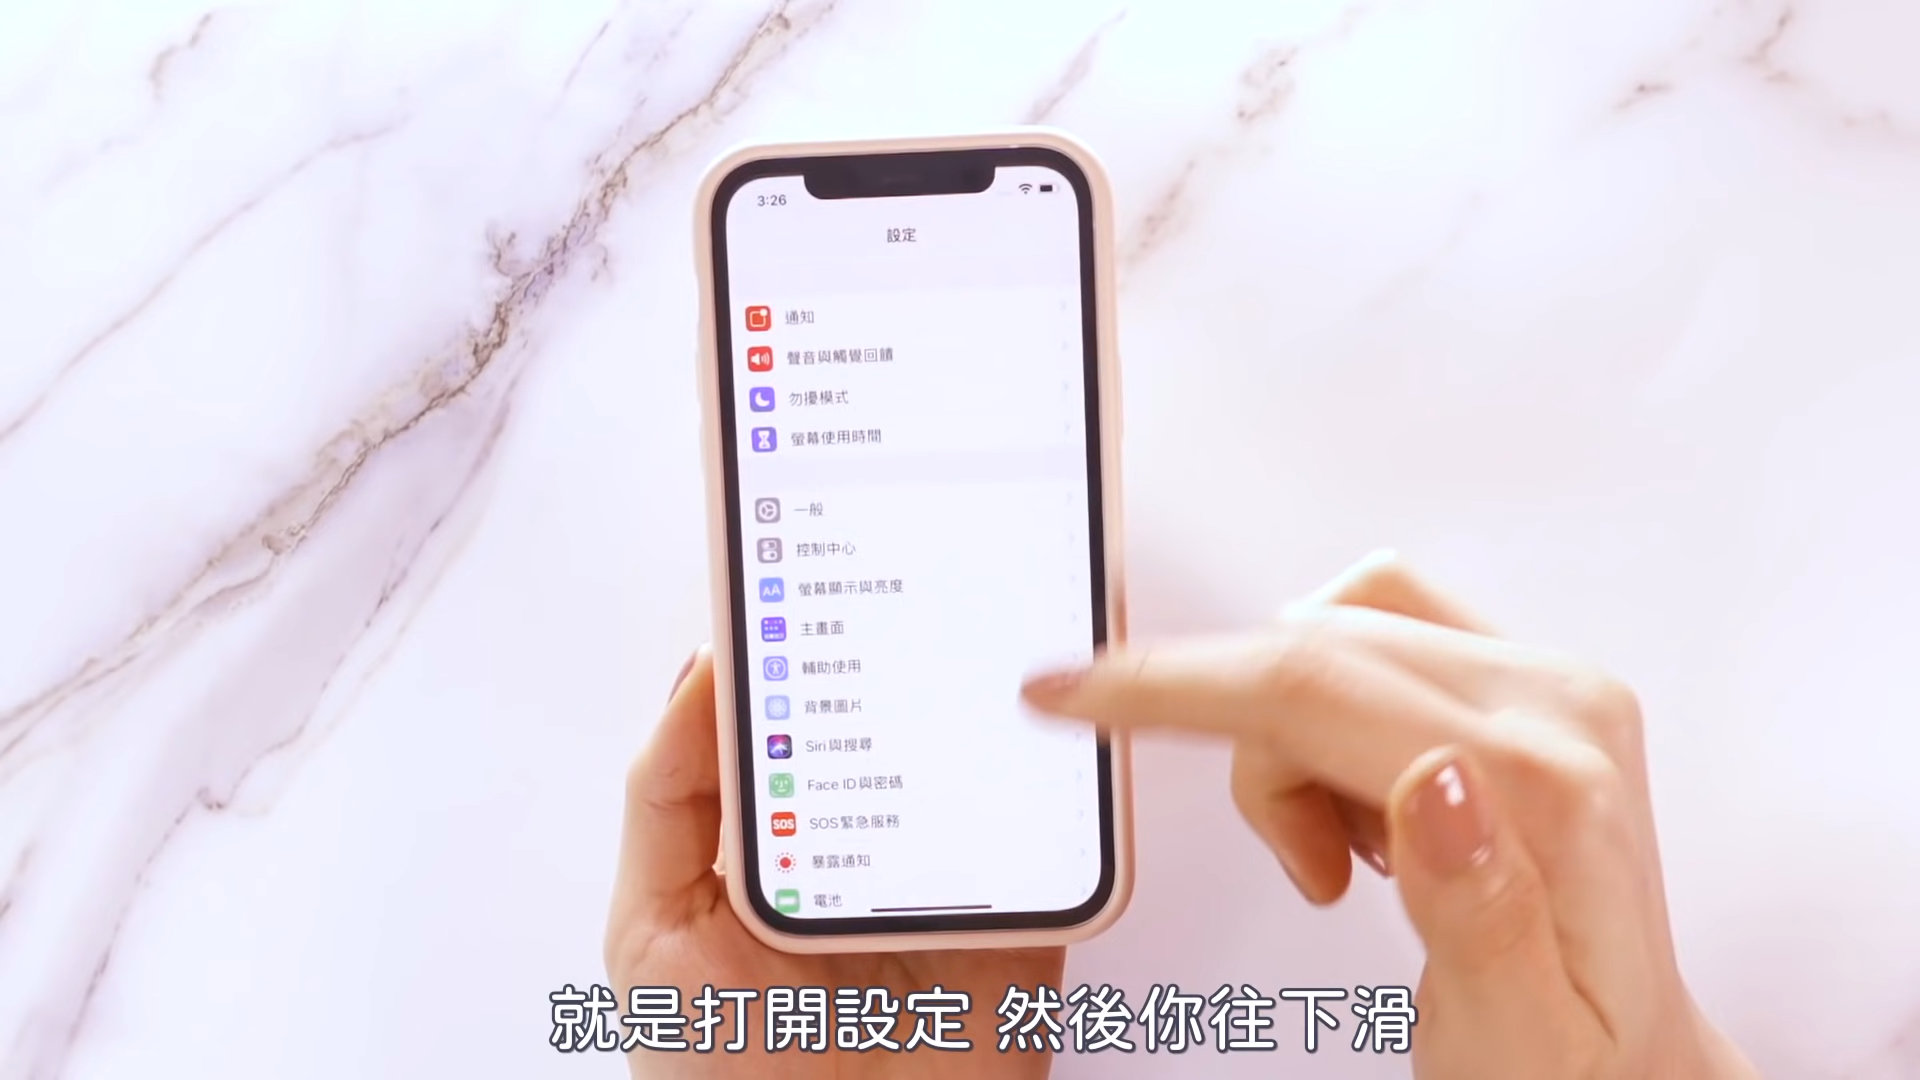 3:26
設定
通知
聲音與觸覺回饋
勿擾模式
螢幕使用時間
一般
控制中心
AA
螢幕顯示與亮度
主畫面
輔助使用
背景圖片
Siri與搜尋
Face ID與密碼
SOS
SOS緊急服務
暴露通知
電池
就是打開設定 然後你往下滑